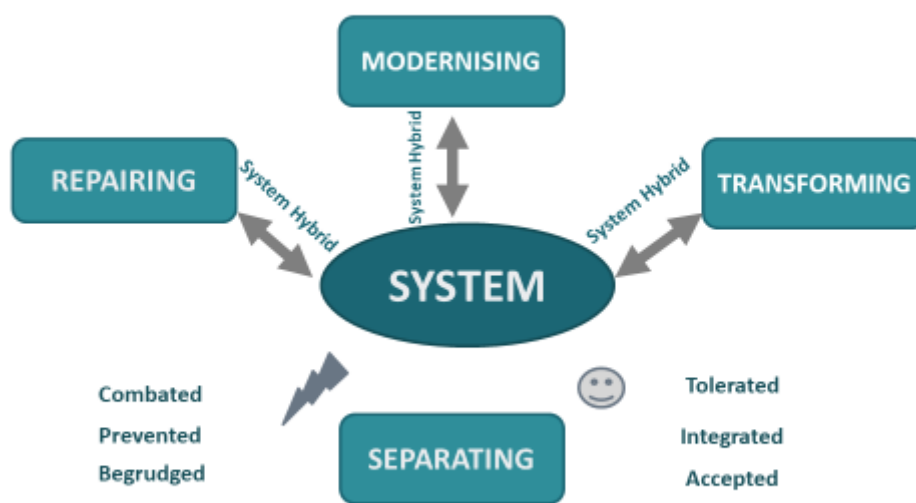 MODERNISING
REPAIRING
System Hybrid
System Hybrid
System Hybrid
TRANSFORMING
SYSTEM
Combated
Prevented
Begrudged
SEPARATING
Tolerated
Integrated
Accepted